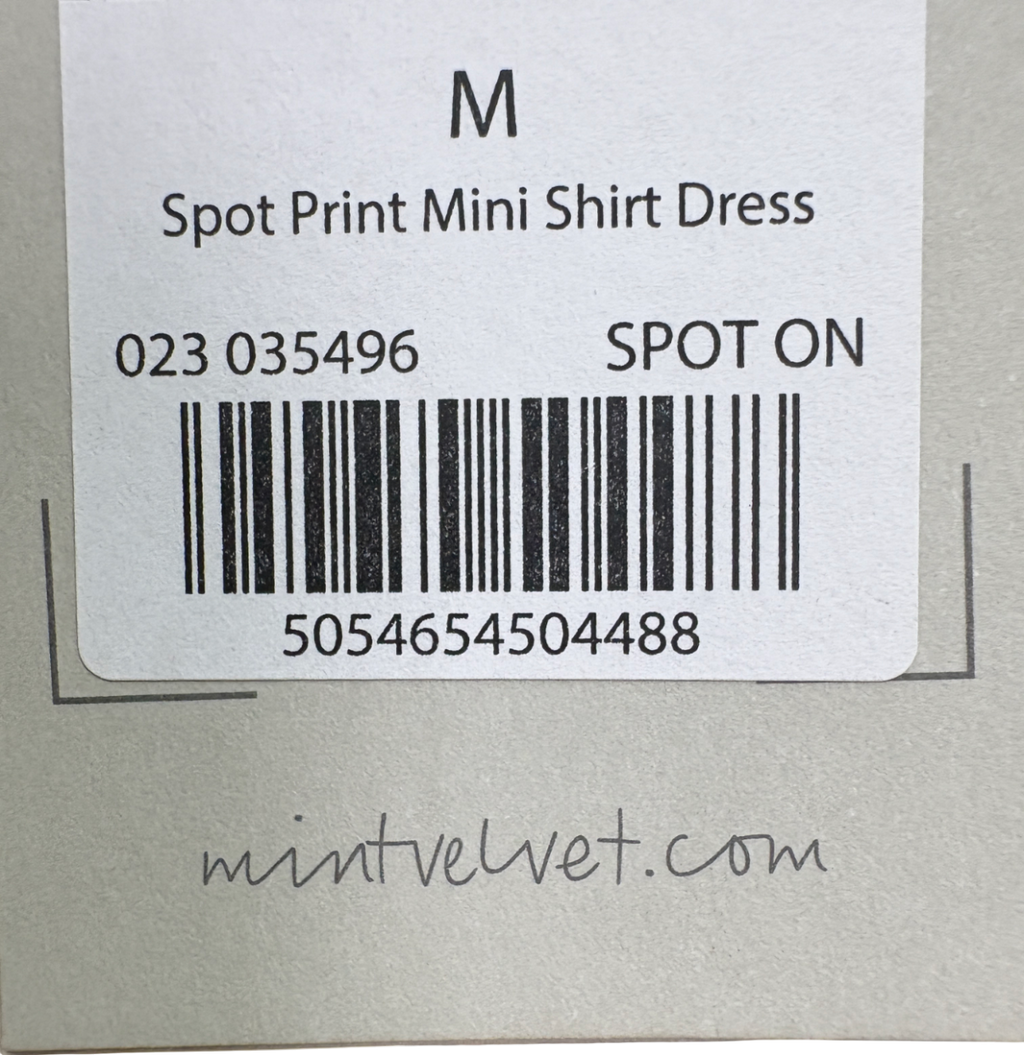 M
Spot Print Mini Shirt Dress
023 035496 SPOT ON
5054654504488
mintvelvet.com